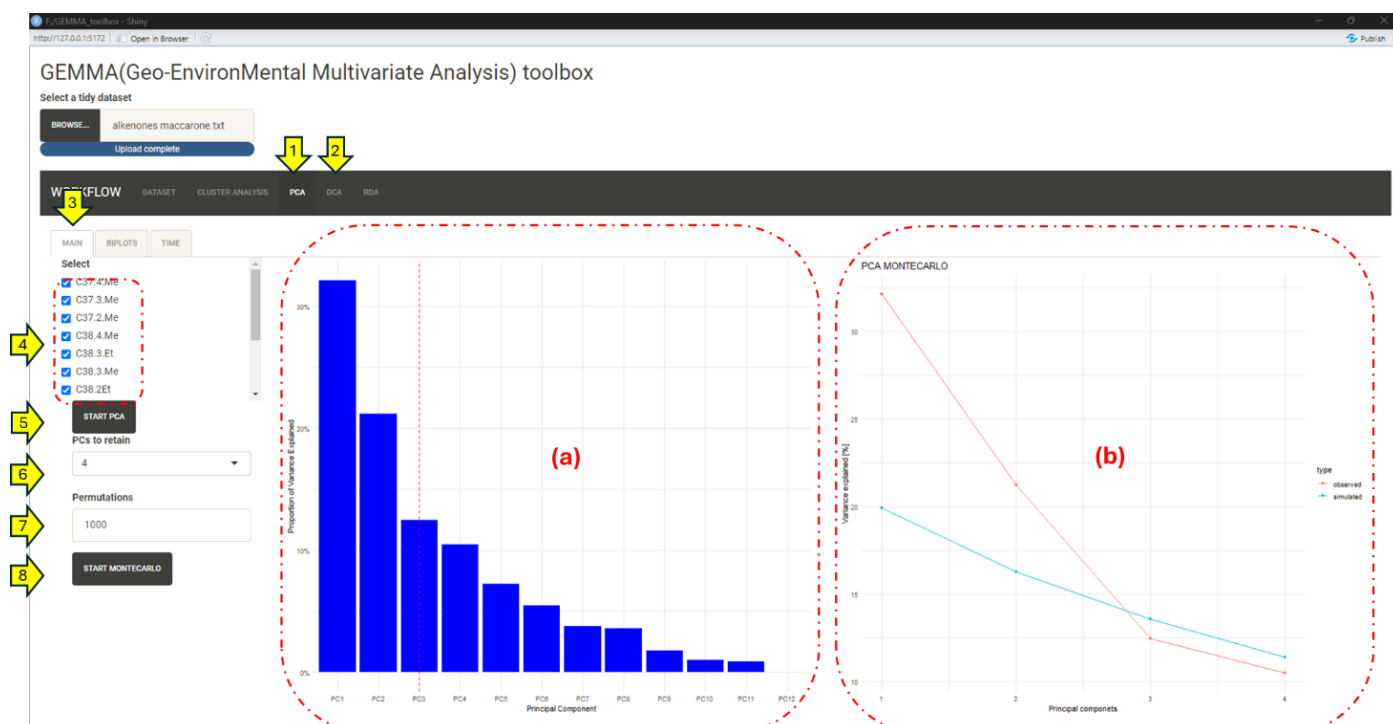 F:/GEMMA_toolbox - Shiny
http://127.0.0.1:5172 Open in Browser Publish
GEMMA(Geo-EnvironMental Multivariate Analysis) toolbox
Select a tidy dataset
BROWSE... alkenones maccarone.txt
Upload complete
1 2
WORKFLOW DATASET CLUSTER ANALYSIS PCA DCA RDA
3
MAIN BIPLOTS TIME
Select
C37.4.Me
C37.3.Me
C37.2.Me
4 C38.4.Me
C38.3.Et
C38.3.Me
C38.2Et
5 START PCA
PCs to retain
6 4
Permutations
7 1000
8 START MONTECARLO
30%
20%
10%
0%
Proportion of Variance Explained
(a)
PC1 PC2 PC3 PC4 PC5 PC6 PC7 PC8 PC9 PC10 PC11 PC12
Principal Component
PCA MONTECARLO
30
25
20
15
10
Variance explained [%]
(b)
type
observed
simulated
1 2 3 4
Principal componets